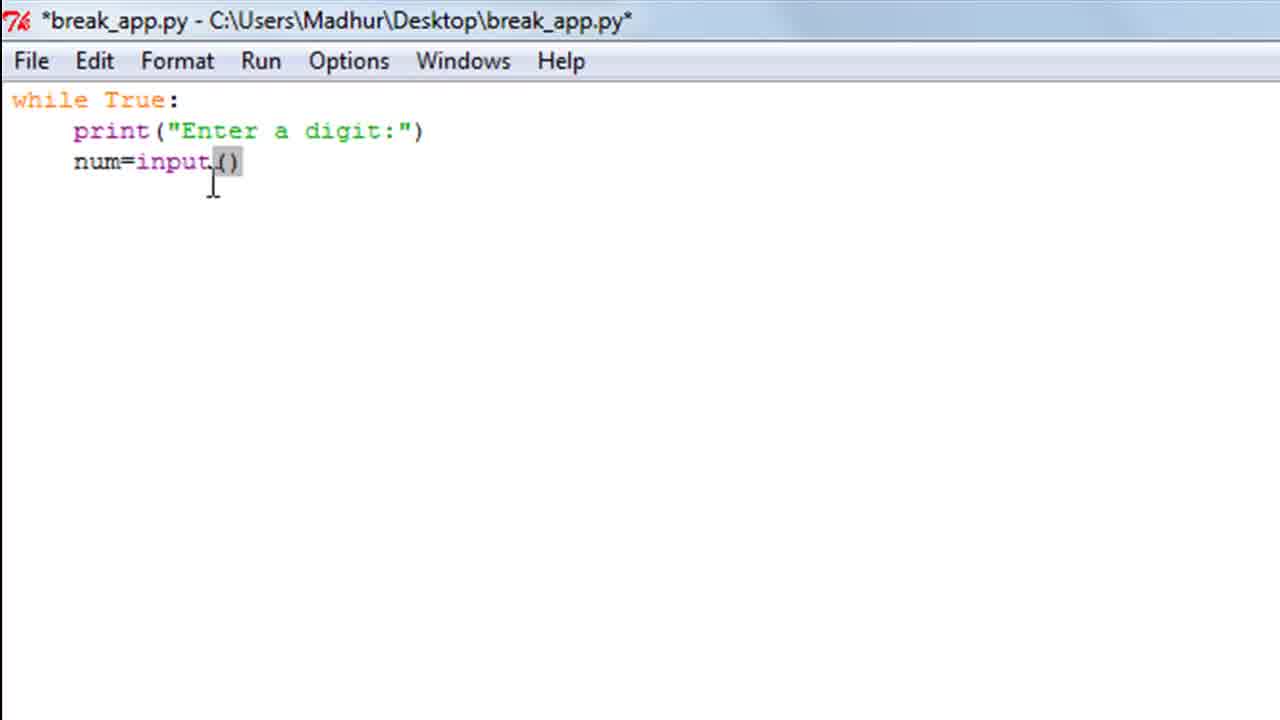 *break_app.py - C:\Users\Madhur\Desktop\break_app.py*
File Edit Format Run Options Windows Help
while True:
    print("Enter a digit:")
    num=input()